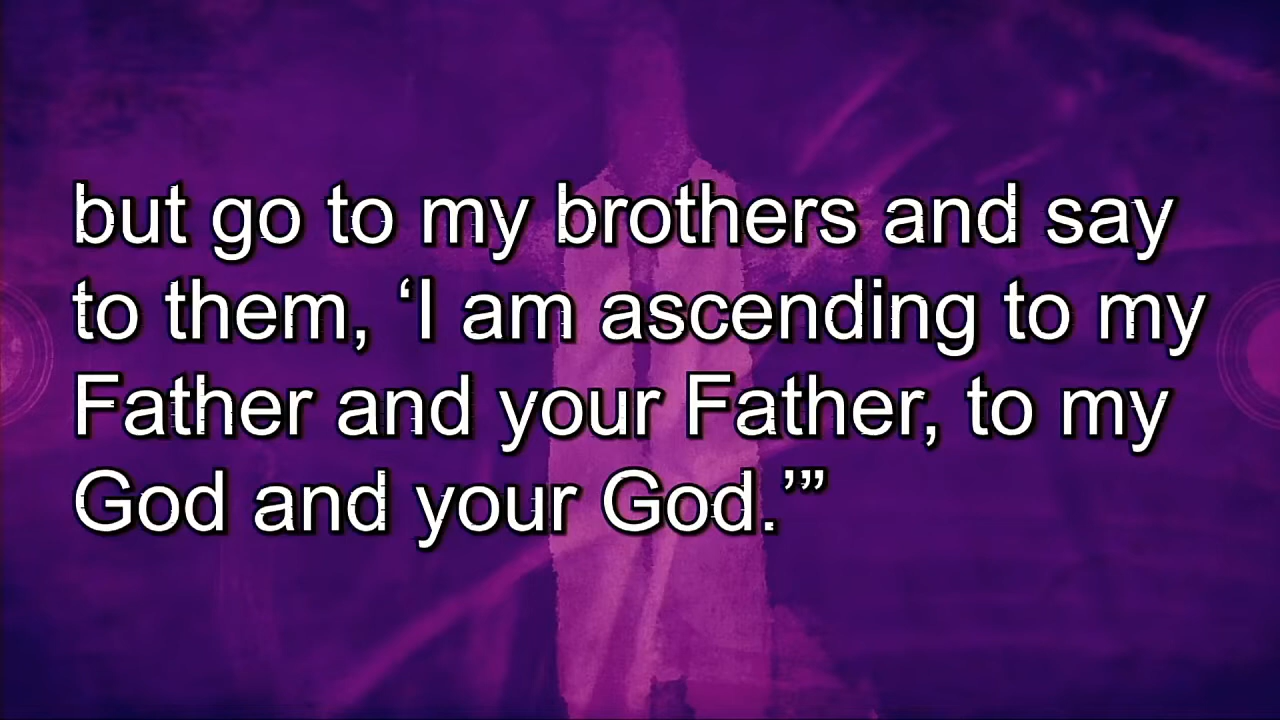 but go to my brothers and say
to them, ‘I am ascending to my
Father and your Father, to my
God and your God.’”